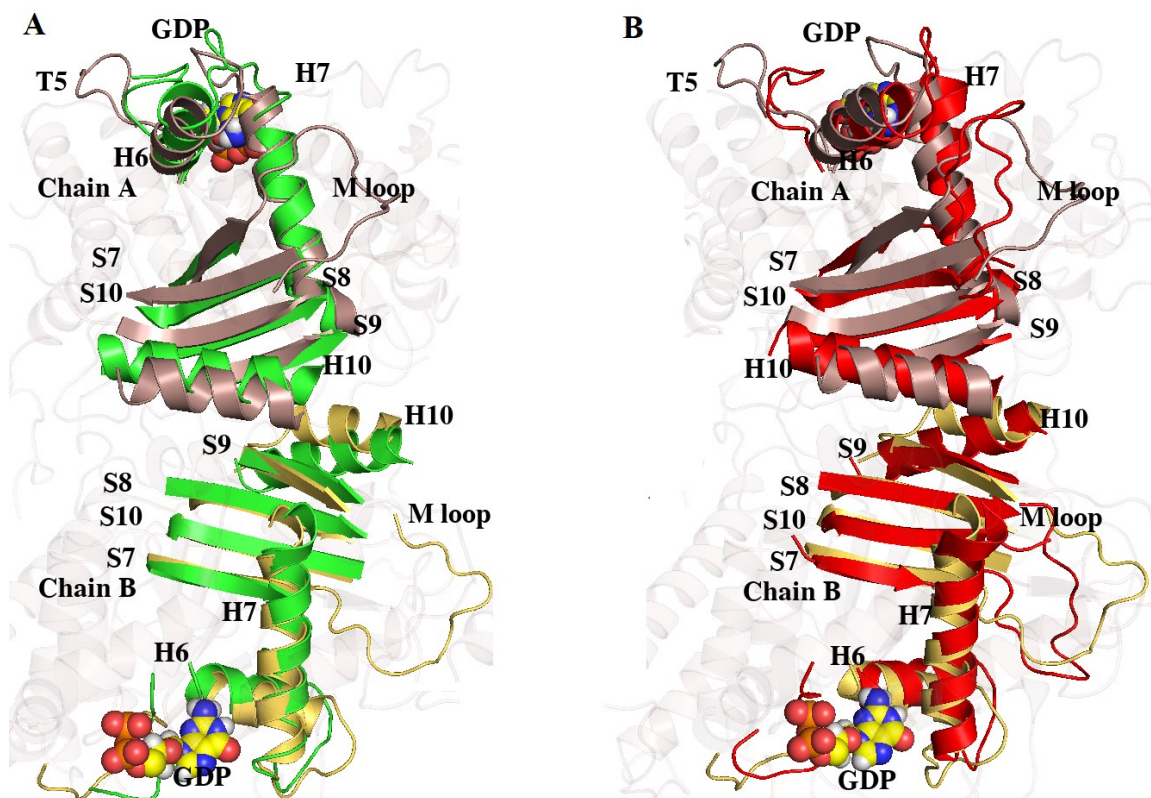 A
GDP
T5
H7
H6
Chain A
M loop
S7
S8
S10
S9
H10
H10
S9
S8
S10
M loop
S7
Chain B
H7
H6
GDP
B
GDP
T5
H7
H6
Chain A
M loop
S7
S8
S10
S9
H10
H10
S9
S8
S10
M loop
S7
Chain B
H7
H6
GDP